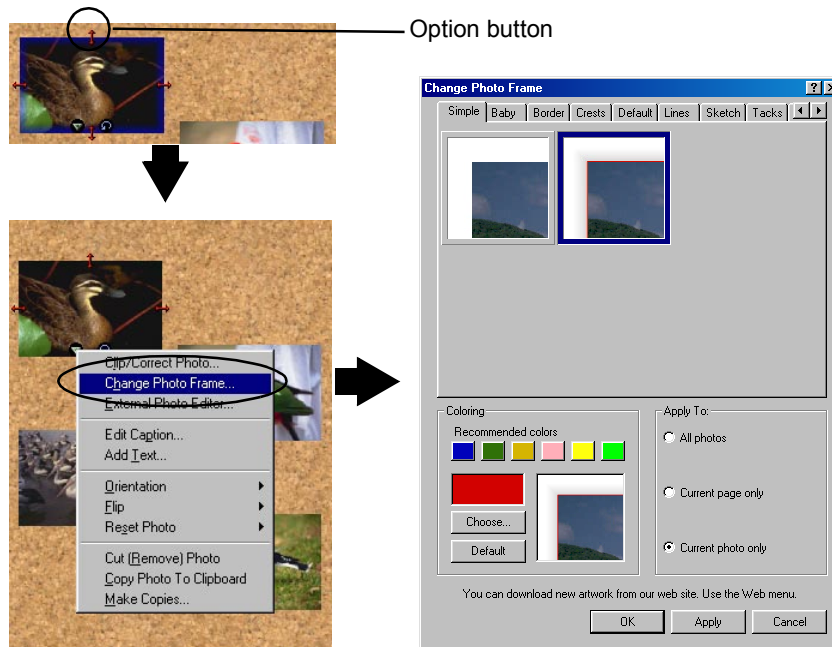 Option button
Change Photo Frame
Simple Baby Border Crests Default Lines Sketch Tacks
Clip/Correct Photo...
Change Photo Frame...
External Photo Editor...
Edit Caption...
Add Text...
Orientation
Flip
Reset Photo
Cut (Remove) Photo
Copy Photo To Clipboard
Make Copies...
Coloring
Recommended colors
Choose...
Default
Apply To:
All photos
Current page only
Current photo only
You can download new artwork from our web site. Use the Web menu.
OK Apply Cancel